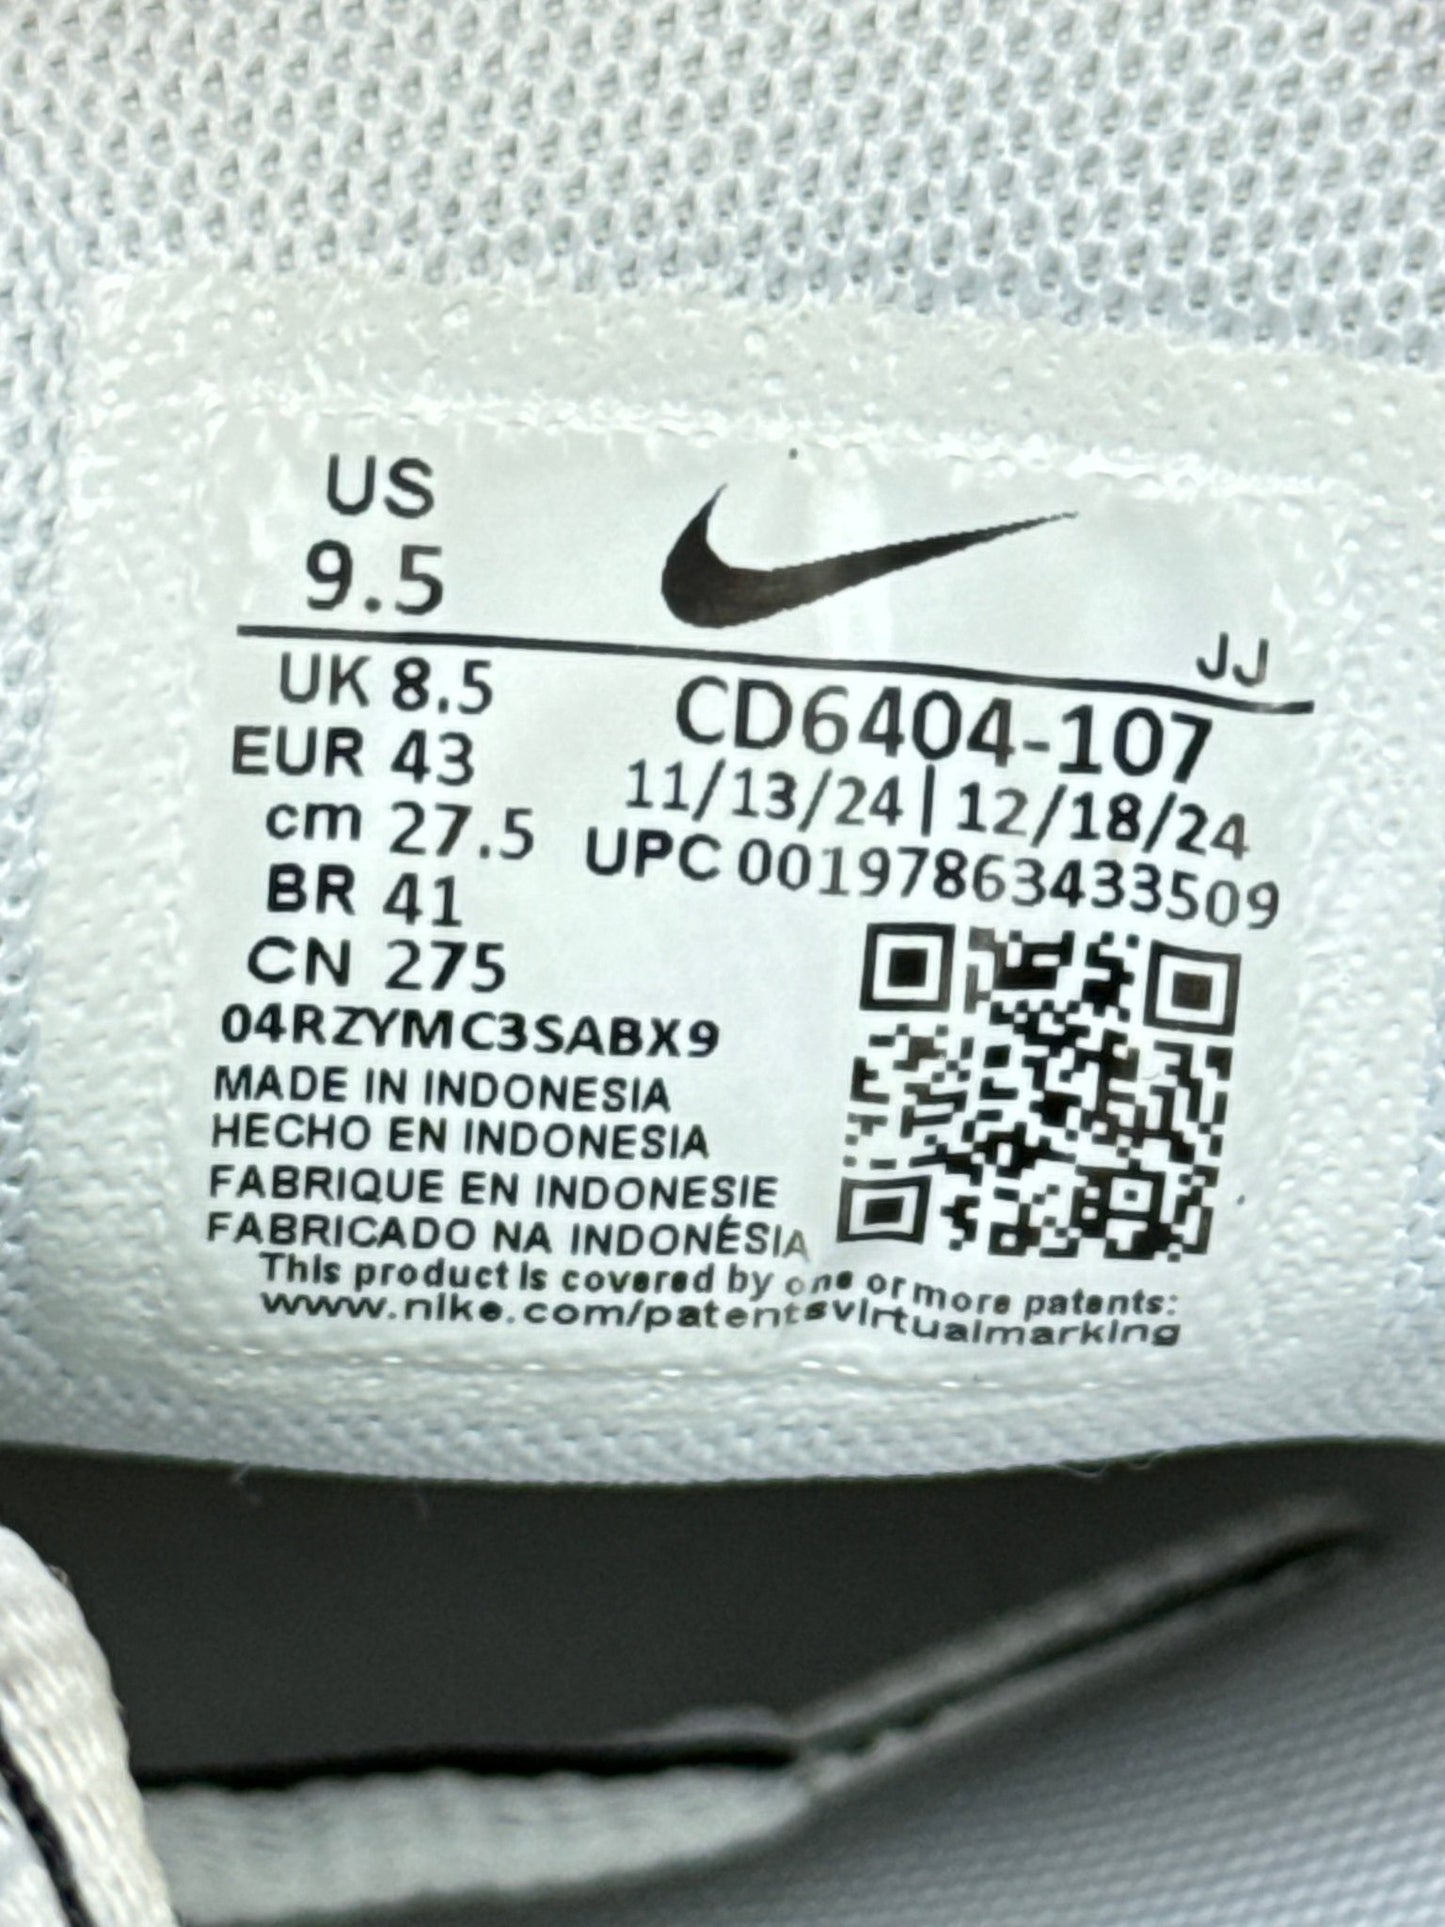 US
9.5
JJ
UK 8.5
EUR 43
cm 27.5
BR 41
CN 275
CD6404-107
11/13/24 | 12/18/24
UPC 00197863433509
04RZYMC3SABX9
MADE IN INDONESIA
HECHO EN INDONESIA
FABRIQUE EN INDONESIE
FABRICADO NA INDONÉSIA
This product is covered by one or more patents:
www.nike.com/patentsvirtualmarking